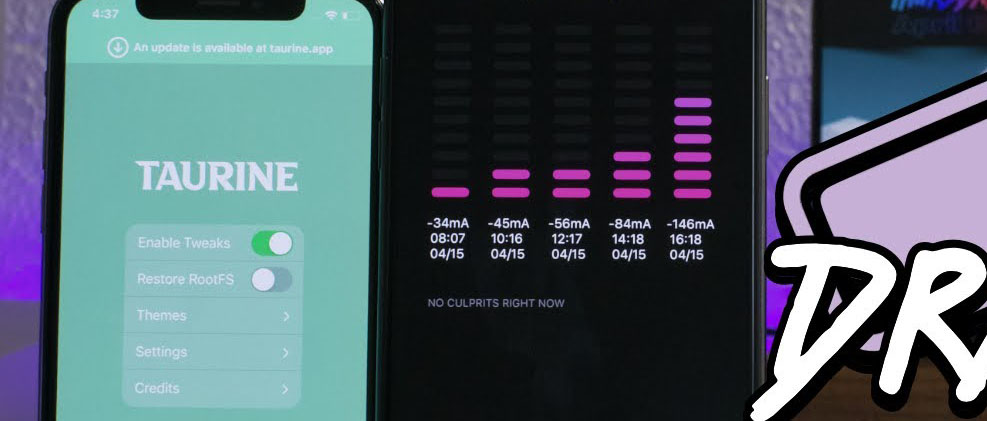 4:37
An update is available at taurine.app
TAURINE
Enable Tweaks
Restore RootFS
Themes
Settings
Credits
-34mA -45mA -56mA -84mA -146mA
08:07 10:16 12:17 14:18 16:18
04/15 04/15 04/15 04/15 04/15
NO CULPRITS RIGHT NOW
DR